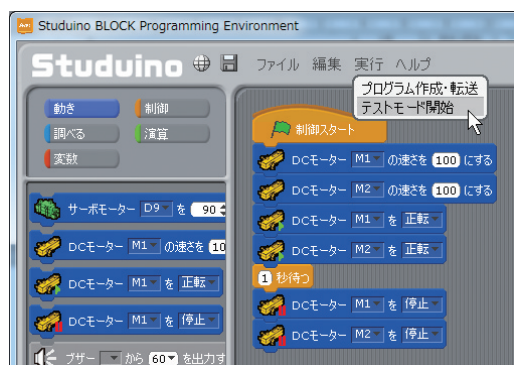 Studuino BLOCK Programming Environment
Studuino ファイル 編集 実行 ヘルプ
プログラム作成・転送
テストモード開始
動き 制御
調べる 演算
変数
サーボモーター D9 を 90
DCモーター M1 の速さを 10
DCモーター M1 を 正転
DCモーター M1 を 停止
ブザー から 60 を出力す
制御スタート
DCモーター M1 の速さを 100 にする
DCモーター M2 の速さを 100 にする
DCモーター M1 を 正転
DCモーター M2 を 正転
1 秒待つ
DCモーター M1 を 停止
DCモーター M2 を 停止